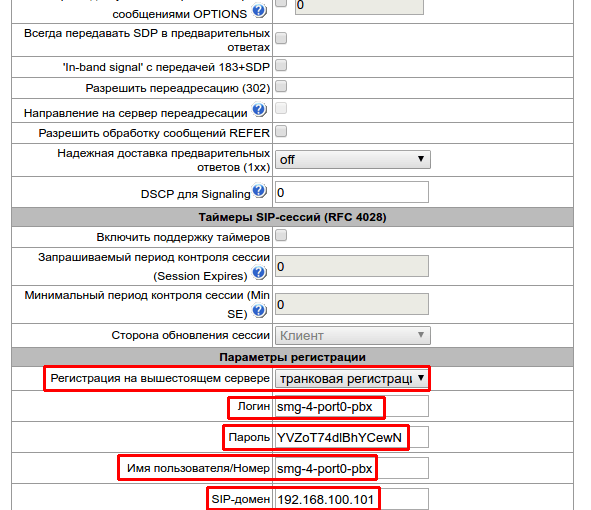 сообщениями OPTIONS ? 0
Всегда передавать SDP в предварительных
ответах
'In-band signal' с передачей 183+SDP
Разрешить переадресацию (302)
Направление на сервер переадресации ?
Разрешить обработку сообщений REFER
Надежная доставка предварительных
ответов (1xx) off
DSCP для Signaling ? 0
Таймеры SIP-сессий (RFC 4028)
Включить поддержку таймеров
Запрашиваемый период контроля сессии
(Session Expires) ? 0
Минимальный период контроля сессии (Min
SE) ? 0
Сторона обновления сессии Клиент
Параметры регистрации
Регистрация на вышестоящем сервере транковая регистраци
Логин smg-4-port0-pbx
Пароль YVZoT74dlBhYCewN
Имя пользователя/Номер smg-4-port0-pbx
SIP-домен 192.168.100.101